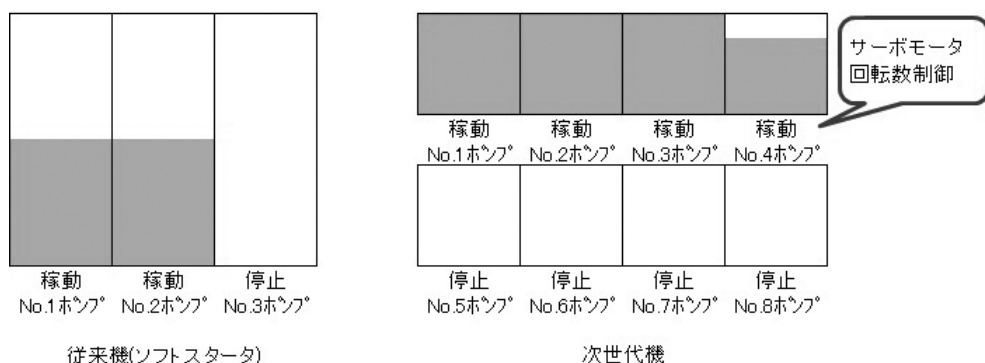 サーボモータ
回転数制御
稼動
No.1ポンプ
稼動
No.2ポンプ
停止
No.3ポンプ
従来機(ソフトスタータ)
稼動
No.1ポンプ
稼動
No.2ポンプ
稼動
No.3ポンプ
稼動
No.4ポンプ
停止
No.5ポンプ
停止
No.6ポンプ
停止
No.7ポンプ
停止
No.8ポンプ
次世代機